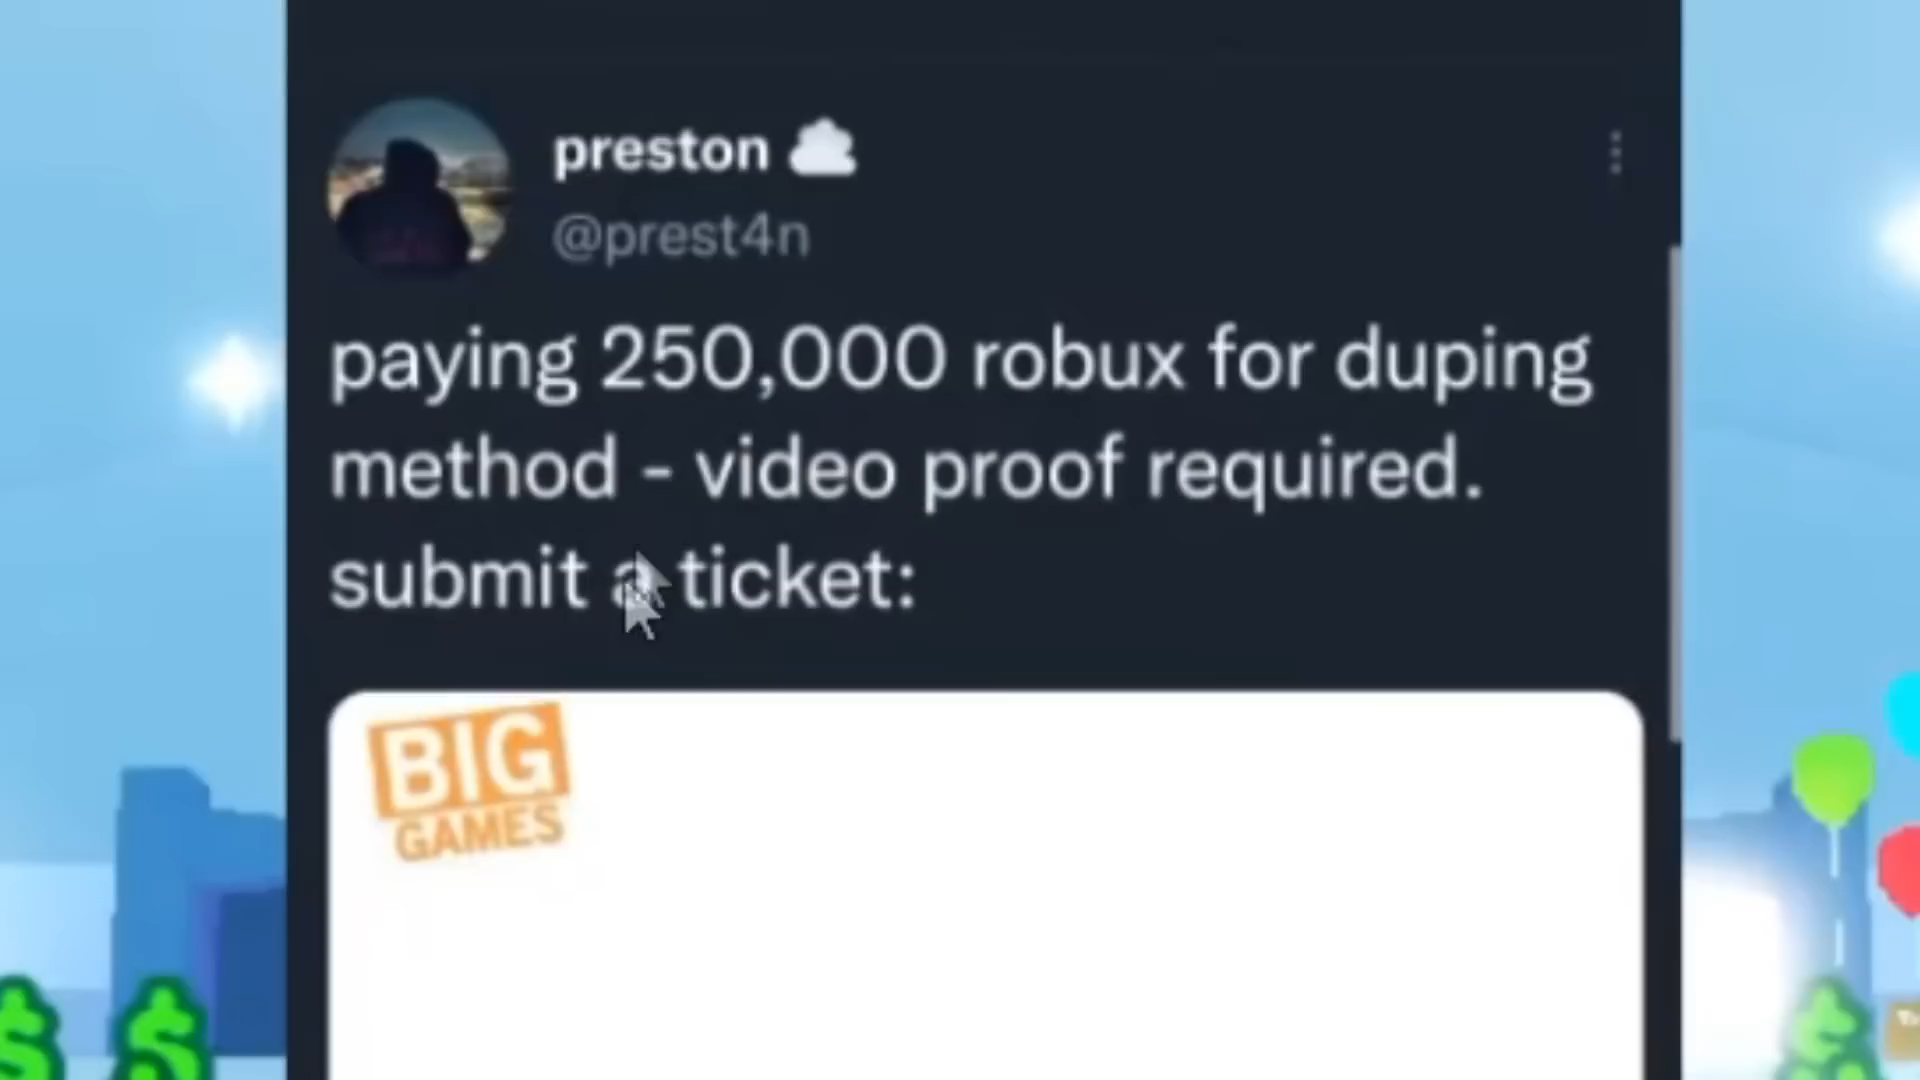 preston
@prest4n
paying 250,000 robux for duping
method - video proof required.
submit a ticket:
BIG
GAMES